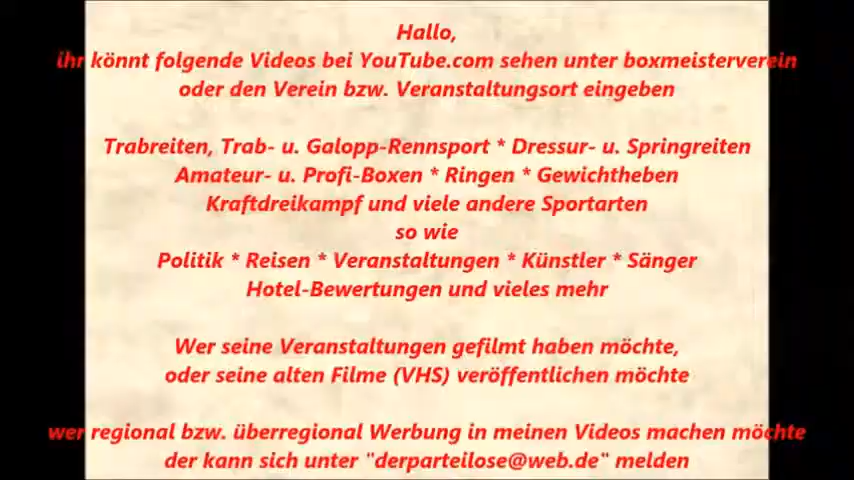 Hallo,
ihr könnt folgende Videos bei YouTube.com sehen unter boxmeisterverein
oder den Verein bzw. Veranstaltungsort eingeben
Trabreiten, Trab- u. Galopp-Rennsport * Dressur- u. Springreiten
Amateur- u. Profi-Boxen * Ringen * Gewichtheben
Kraftdreikampf und viele andere Sportarten
so wie
Politik * Reisen * Veranstaltungen * Künstler * Sänger
Hotel-Bewertungen und vieles mehr
Wer seine Veranstaltungen gefilmt haben möchte,
oder seine alten Filme (VHS) veröffentlichen möchte
wer regional bzw. überregional Werbung in meinen Videos machen möchte
der kann sich unter "derparteilose@web.de" melden